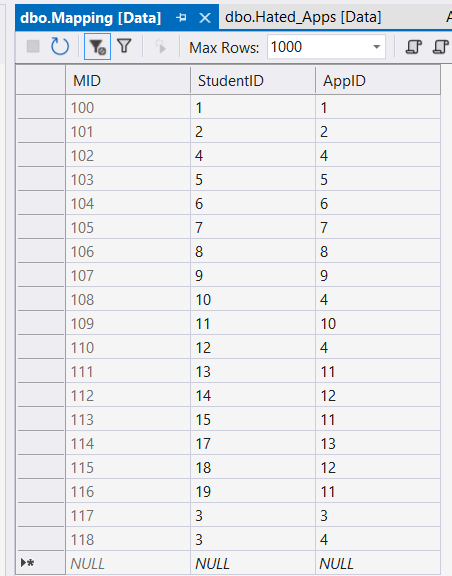 dbo.Mapping [Data] dbo.Hated_Apps [Data] A
Max Rows: 1000
MID StudentID AppID
100 1 1
101 2 2
102 4 4
103 5 5
104 6 6
105 7 7
106 8 8
107 9 9
108 10 4
109 11 10
110 12 4
111 13 11
112 14 12
113 15 11
114 17 13
115 18 12
116 19 11
117 3 3
118 3 4
NULL NULL NULL